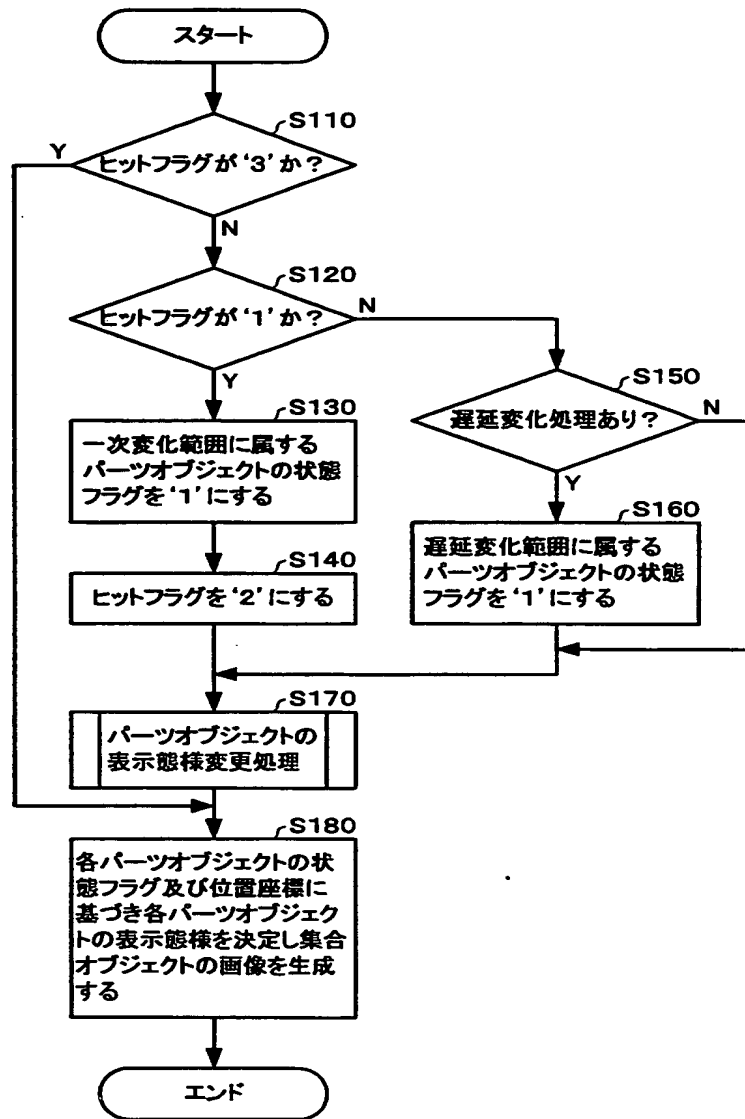 スタート
S110
Y
ヒットフラグが‘3’か？
N
S120
ヒットフラグが‘1’か？
N
Y
S130
一次変化範囲に属する
パーツオブジェクトの状態
フラグを‘1’にする
S140
ヒットフラグを‘2’にする
S150
遅延変化処理あり？
N
Y
S160
遅延変化範囲に属する
パーツオブジェクトの状態
フラグを‘1’にする
S170
パーツオブジェクトの
表示態様変更処理
S180
各パーツオブジェクトの状
態フラグ及び位置座標に
基づき各パーツオブジェク
トの表示態様を決定し集合
オブジェクトの画像を生成
する
エンド